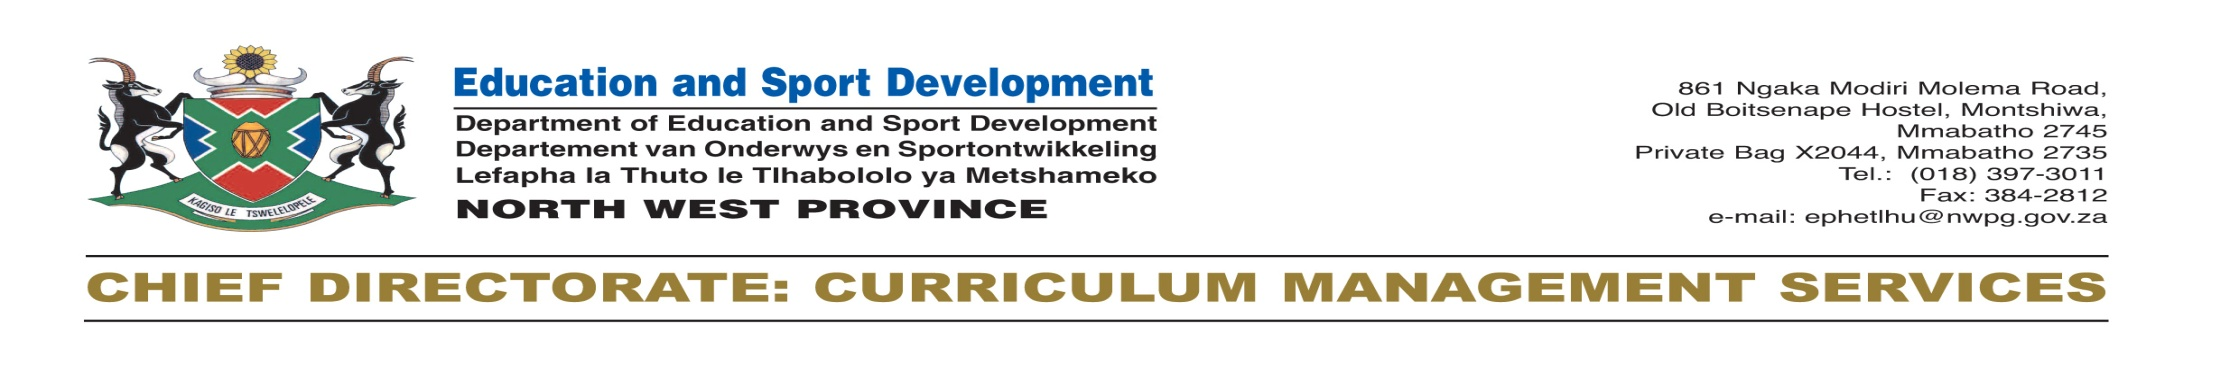 KAGISO LE TSWELELOPELE
Education and Sport Development
Department of Education and Sport Development
Departement van Onderwys en Sportontwikkeling
Lefapha la Thuto le Tlhabololo ya Metshameko
NORTH WEST PROVINCE
861 Ngaka Modiri Molema Road,
Old Boitsenape Hostel, Montshiwa,
Mmabatho 2745
Private Bag X2044, Mmabatho 2735
Tel.: (018) 397-3011
Fax: 384-2812
e-mail: ephetlhu@nwpg.gov.za
CHIEF DIRECTORATE: CURRICULUM MANAGEMENT SERVICES